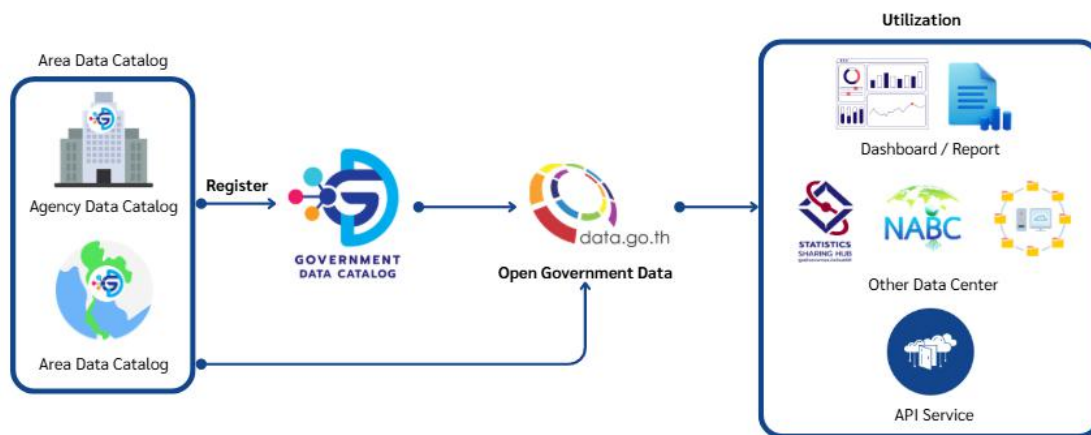 Utilization
Area Data Catalog
Agency Data Catalog
Area Data Catalog
Register
GOVERNMENT
DATA CATALOG
data.go.th
Open Government Data
Dashboard / Report
STATISTICS
SHARING HUB
NABC
Other Data Center
API Service